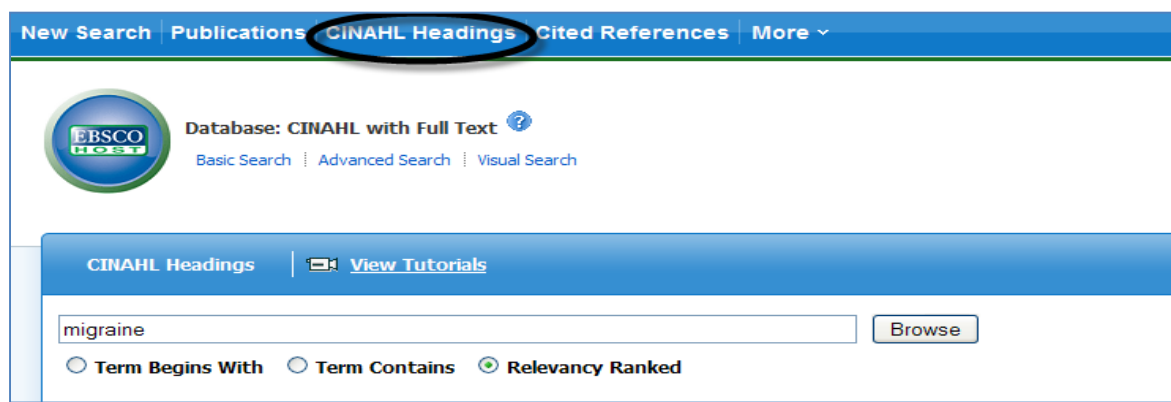 New Search Publications CINAHL Headings Cited References More
EBSCO
HOST
Database: CINAHL with Full Text ?
Basic Search Advanced Search Visual Search
CINAHL Headings View Tutorials
migraine Browse
Term Begins With Term Contains Relevancy Ranked